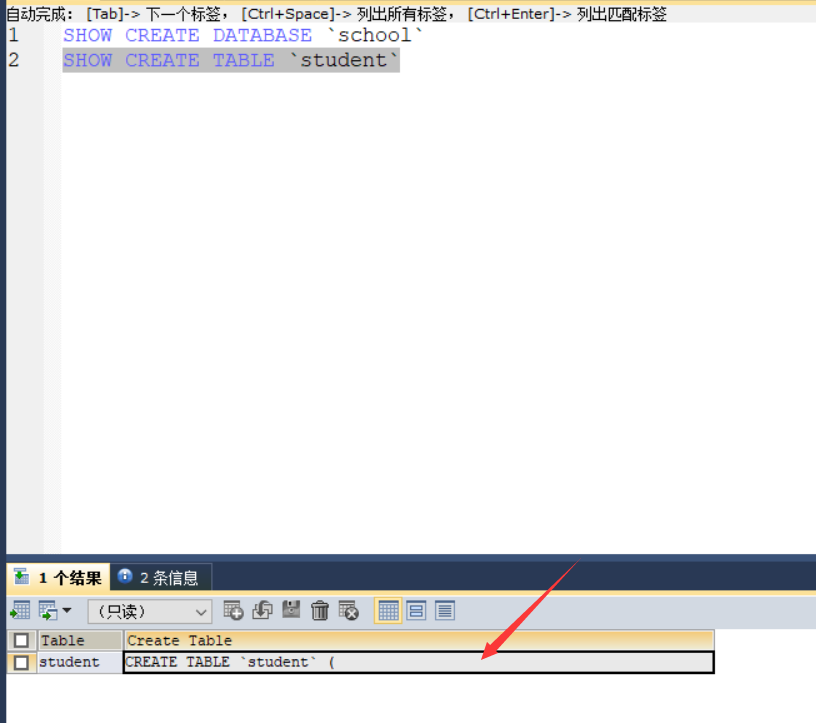 自动完成: [Tab]-> 下一个标签, [Ctrl+Space]-> 列出所有标签, [Ctrl+Enter]-> 列出匹配标签
1 SHOW CREATE DATABASE `school`
2 SHOW CREATE TABLE `student`
1 个结果 2 条信息
(只读)
Table Create Table
student CREATE TABLE `student` (